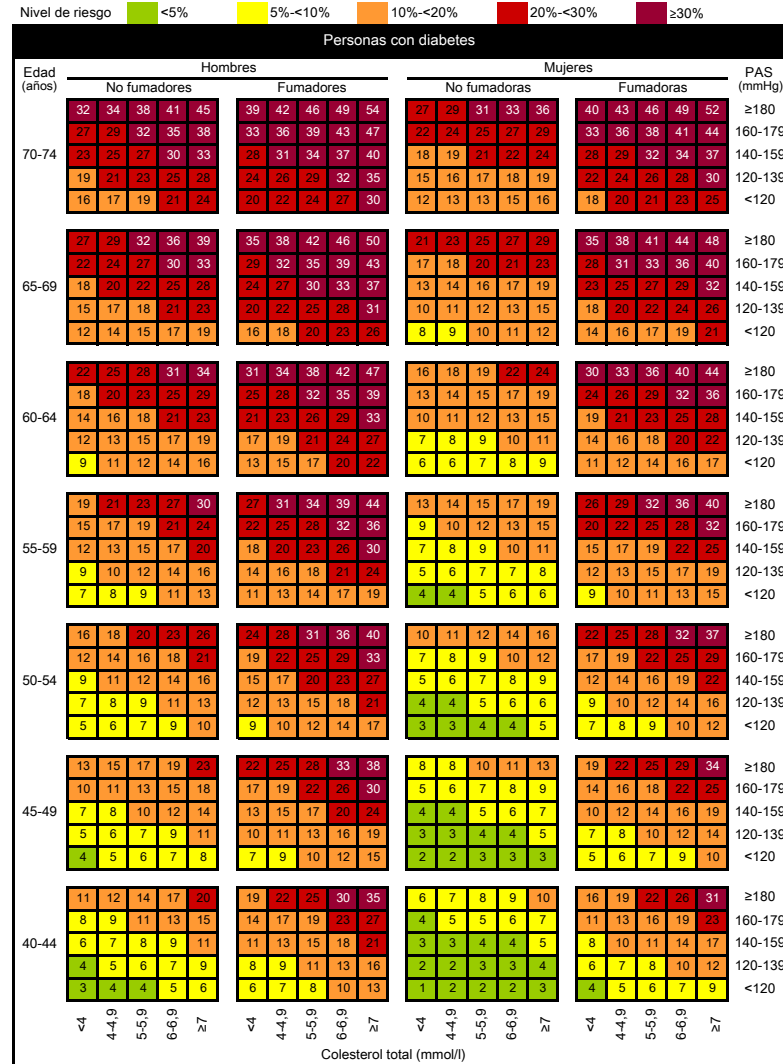 Nivel de riesgo <5% 5%-<10% 10%-<20% 20%-<30% ≥30%
Personas con diabetes
Edad (años) Hombres Mujeres PAS (mmHg)
No fumadores Fumadores No fumadoras Fumadoras
32 34 38 41 45 39 42 46 49 54 27 29 31 33 36 40 43 46 49 52 ≥180
27 29 32 35 38 33 36 39 43 47 22 24 25 27 29 33 36 38 41 44 160-179
70-74 23 25 27 30 33 28 31 34 37 40 18 19 21 22 24 28 29 32 34 37 140-159
19 21 23 25 28 24 26 29 32 35 15 16 17 18 19 22 24 26 28 30 120-139
16 17 19 21 24 20 22 24 27 30 12 13 13 15 16 18 20 21 23 25 <120
27 29 32 36 39 35 38 42 46 50 21 23 25 27 29 35 38 41 44 48 ≥180
22 24 27 30 33 29 32 35 39 43 17 18 20 21 23 28 31 33 36 40 160-179
65-69 18 20 22 25 28 24 27 30 33 37 13 14 16 17 19 23 25 27 29 32 140-159
15 17 18 21 23 20 22 25 28 31 10 11 12 13 15 18 20 22 24 26 120-139
12 14 15 17 19 16 18 20 23 26 8 9 10 11 12 14 16 17 19 21 <120
22 25 28 31 34 31 34 38 42 47 16 18 19 22 24 30 33 36 40 44 ≥180
18 20 23 25 29 25 28 32 35 39 13 14 15 17 19 24 26 29 32 36 160-179
60-64 14 16 18 21 23 21 23 28 29 33 10 11 12 13 15 19 21 23 25 28 140-159
12 13 15 17 19 17 19 21 24 27 7 8 9 10 11 14 16 18 20 22 120-139
9 11 12 14 16 13 15 17 20 22 6 6 7 8 9 11 12 14 16 17 <120
19 21 23 27 30 27 31 34 39 44 13 14 15 17 19 26 29 32 36 40 ≥180
15 17 19 21 24 22 25 28 32 36 9 10 12 13 15 20 22 25 28 32 160-179
55-59 12 13 15 17 20 18 20 23 26 30 7 8 9 10 11 15 17 19 22 25 140-159
9 10 12 14 16 14 16 18 21 24 5 6 6 7 8 12 13 15 17 19 120-139
7 8 9 11 13 11 13 14 17 19 4 4 5 6 6 9 10 11 13 15 <120
16 18 20 23 26 24 28 31 36 40 10 11 12 14 16 22 25 28 32 37 ≥180
12 14 16 18 21 19 22 25 29 33 7 8 9 10 12 17 19 22 25 29 160-179
50-54 9 11 12 14 16 15 17 20 23 27 5 6 7 8 9 12 14 16 19 22 140-159
7 8 9 11 13 12 13 15 18 21 4 4 5 6 6 9 10 12 14 16 120-139
5 6 7 9 10 9 10 12 14 17 3 3 4 4 5 7 8 9 10 12 <120
13 15 17 19 23 22 25 28 33 38 8 8 10 11 13 19 22 25 29 34 ≥180
10 11 13 15 18 17 19 22 26 30 5 6 7 8 9 14 16 18 22 25 160-179
45-49 7 8 10 12 14 13 15 17 20 24 4 4 5 6 7 10 12 14 16 19 140-159
5 6 7 9 11 10 11 13 16 19 3 3 4 4 5 7 8 10 12 14 120-139
4 5 6 7 8 7 9 10 12 15 2 2 3 3 3 5 6 7 9 10 <120
11 12 14 17 20 19 22 25 30 35 6 7 8 9 10 16 19 22 26 31 ≥180
8 9 11 13 15 14 17 19 23 27 4 5 5 6 7 11 13 16 19 23 160-179
40-44 6 7 8 9 11 11 13 15 18 21 3 3 4 4 5 8 10 11 14 17 140-159
4 5 6 7 9 8 9 11 13 16 2 2 3 3 4 6 7 8 10 12 120-139
3 4 4 5 6 6 7 8 10 13 1 2 2 2 3 4 5 6 7 9 <120
<4 4-4,9 5-5,9 6-6,9 ≥7 <4 4-4,9 5-5,9 6-6,9 ≥7 <4 4-4,9 5-5,9 6-6,9 ≥7 <4 4-4,9 5-5,9 6-6,9 ≥7
Colesterol total (mmol/l)